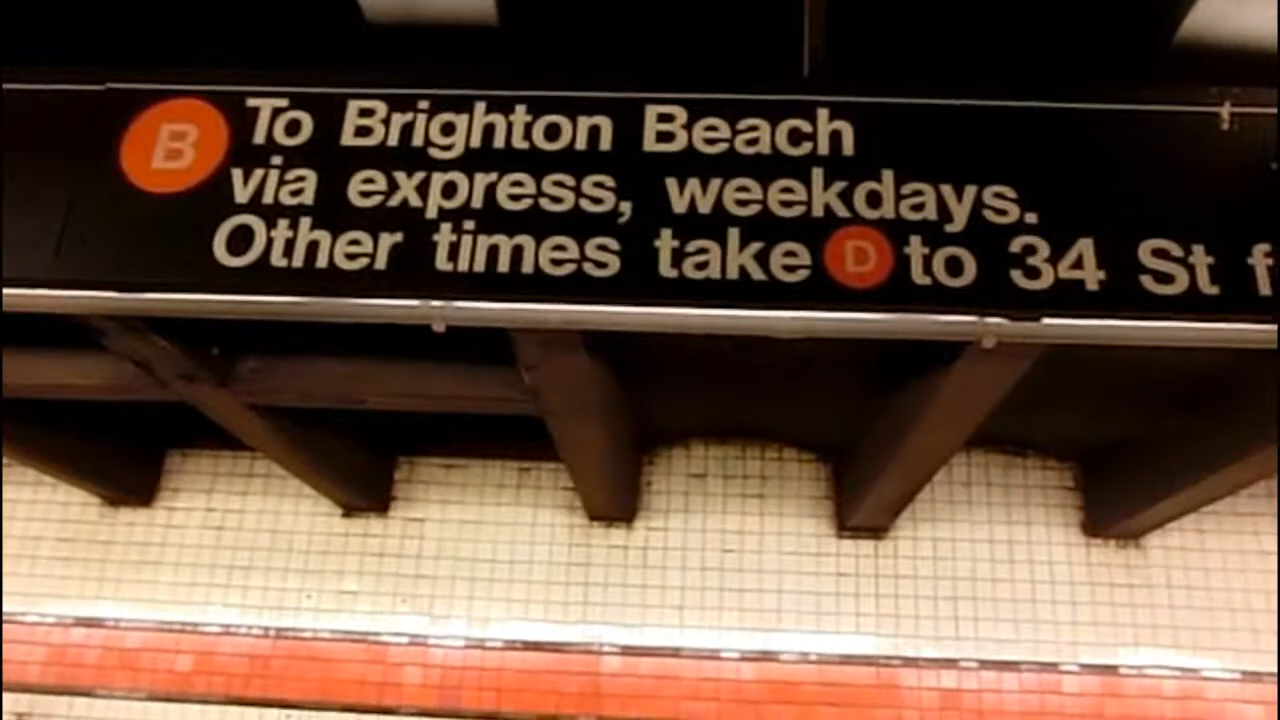 B To Brighton Beach
via express, weekdays.
Other times take D to 34 St f